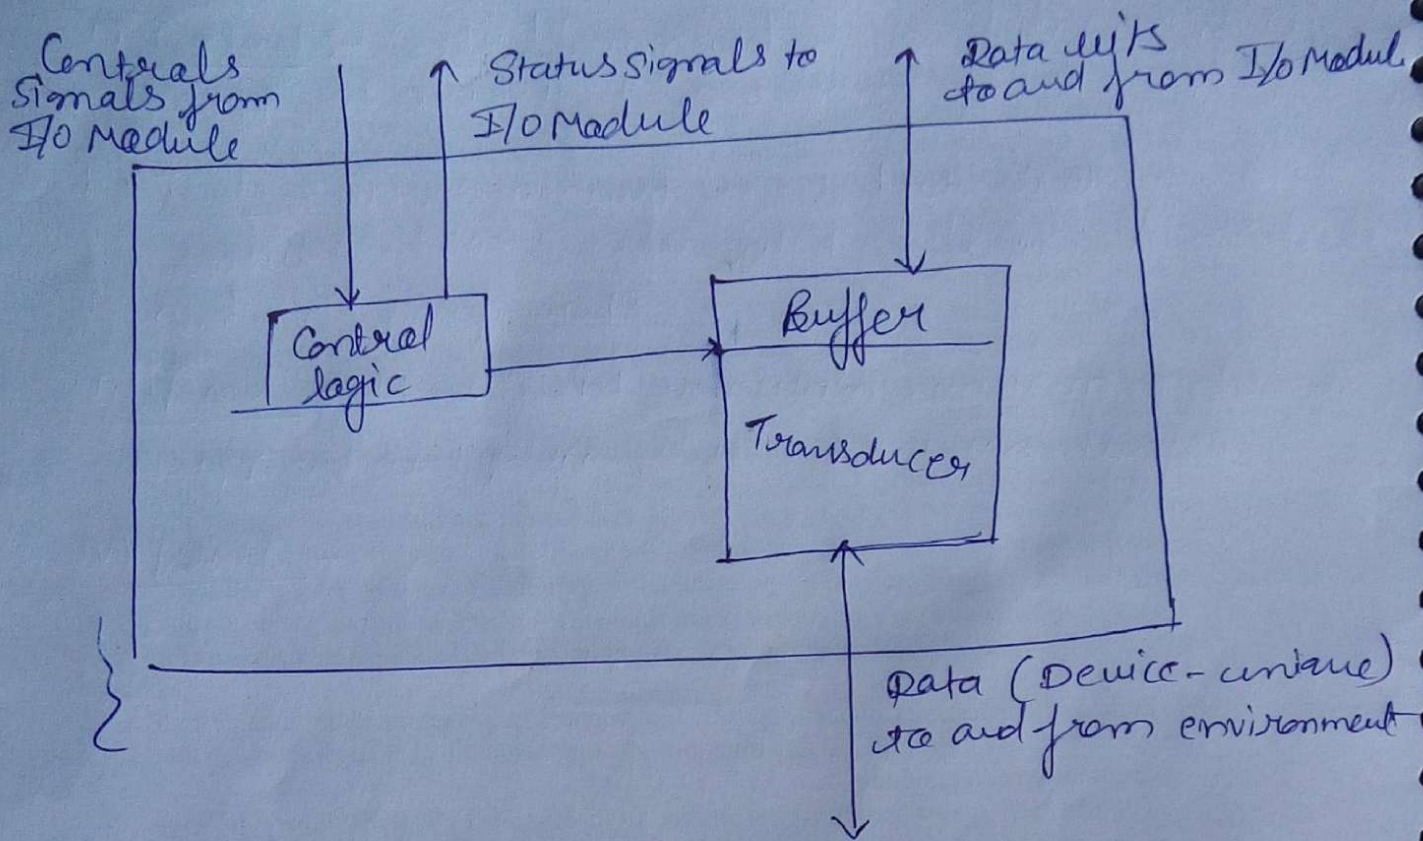 Controls
Signals from
I/O Module
Status Signals to
I/O Module
Data bits
to and from I/O Modul
Control
logic
Buffer
Transducer
Data (Device-unique)
to and from environment